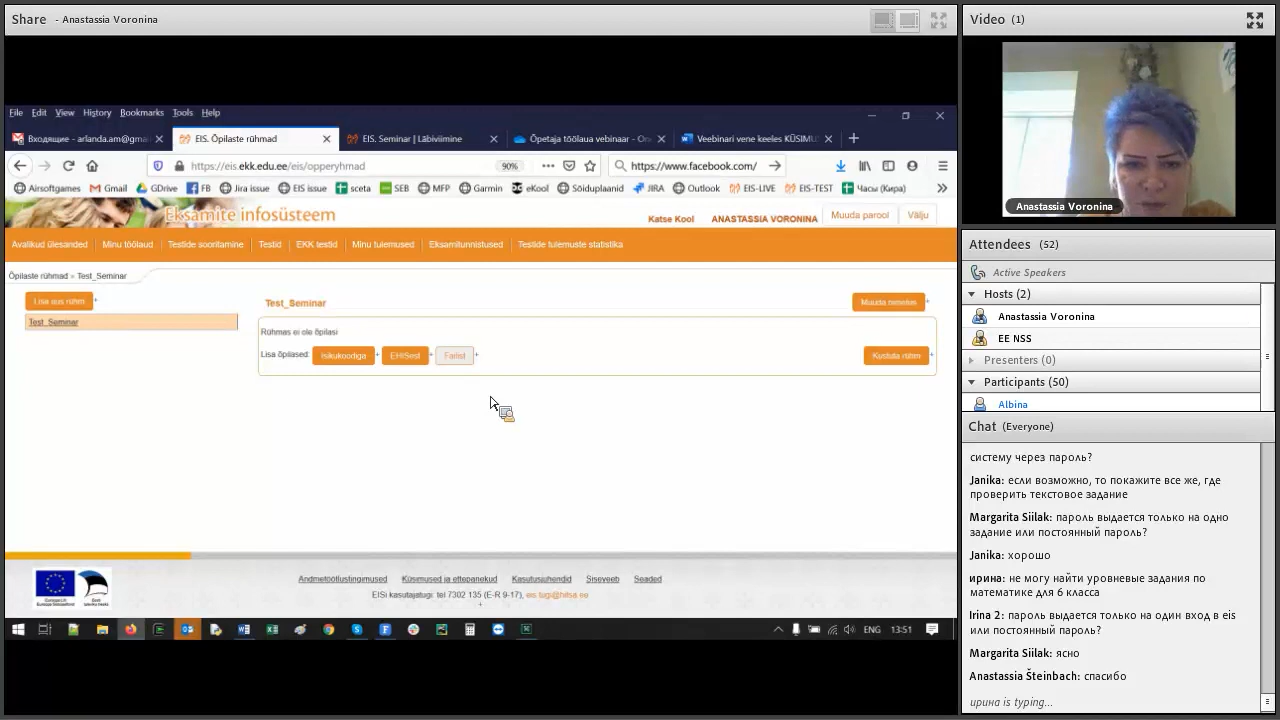 Share - Anastassia Voronina
Video (1)
File Edit View History Bookmarks Tools Help
Входящие - arlanda.am@gma
EIS. Õpilaste rühmad
EIS. Seminar | Läbiviimine
Õpetaja töölaua vebinaar - On
Veebinari vene keeles KÜSIMU
https://eis.ekk.edu.ee/eis/opperyhmad
90%
https://www.facebook.com/
Airsoftgames Gmail GDrive FB Jira issue EIS issue sceta SEB MFP Garmin eKool Sõiduplaanid JIRA Outlook EIS-LIVE EIS-TEST Часы (Кира)
Eksamite infosüsteem
Katse Kool ANASTASSIA VORONINA Muuda parool Välju
Avalikud ülesanded Minu töölaud Testide sooritamine Testid EKK testid Minu tulemused Eksamitunnistused Testide tulemuste statistika
Õpilaste rühmad » Test_Seminar
Lisa uus rühm
Test_Seminar
Test_Seminar
Muuda nimetus
Rühmas ei ole õpilasi
Lisa õpilased: Isikukoodiga EHISest Failist
Kustuta rühm
Andmetöötlustingimused Küsimused ja ettepanekud Kasutusjuhendid Siseveeb Seaded
EISi kasutajatugi: tel 7302 135 (E-R 9-17), eis.tugi@hitsa.ee
ENG 13:51
Anastassia Voronina
Attendees (52)
Active Speakers
Hosts (2)
Anastassia Voronina
EE NSS
Presenters (0)
Participants (50)
Albina
Chat (Everyone)
систему через пароль?
Janika: если возможно, то покажите все же, где
проверить текстовое задание
Margarita Siilak: пароль выдается только на одно
задание или постоянный пароль?
Janika: хорошо
ирина: не могу найти уровневые задания по
математике для 6 класса
Irina 2: пароль выдается только на один вход в eis
или постоянный пароль?
Margarita Siilak: ясно
Anastassia Šteinbach: спасибо
ирина is typing...